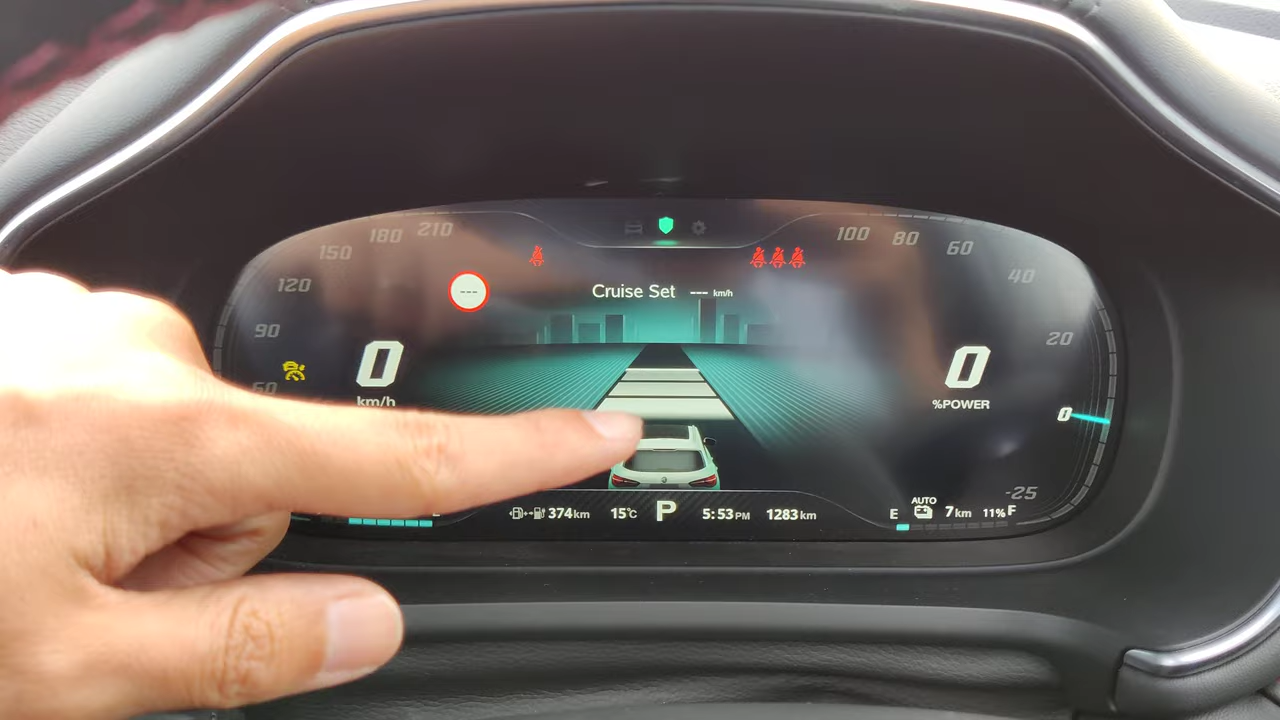 210
180
150
120
90
60
0
km/h
---
Cruise Set --- km/h
100
80
60
40
20
0
-25
0
%POWER
374km
15℃
P
5:53PM
1283km
E
AUTO
7km
11%
F